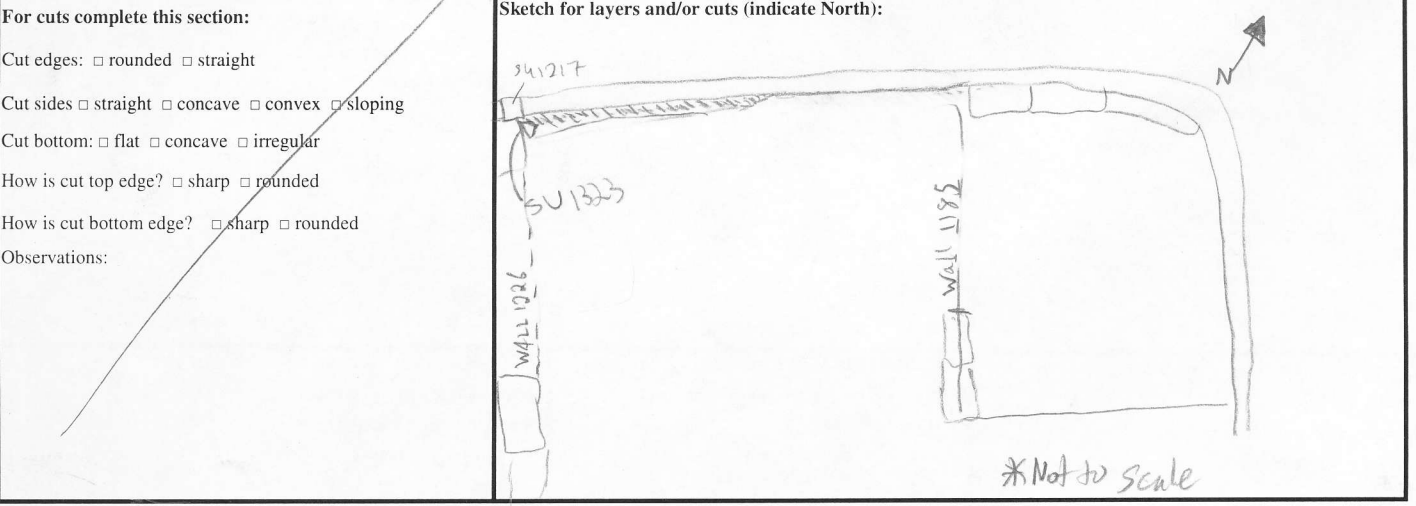 For cuts complete this section:
Cut edges: □ rounded □ straight
Cut sides □ straight □ concave □ convex □ sloping
Cut bottom: □ flat □ concave □ irregular
How is cut top edge? □ sharp □ rounded
How is cut bottom edge? □ sharp □ rounded
Observations:
Sketch for layers and/or cuts (indicate North):
N
SU1217
SU 1323
WALL 1226
Wall 1185
*Not to scale